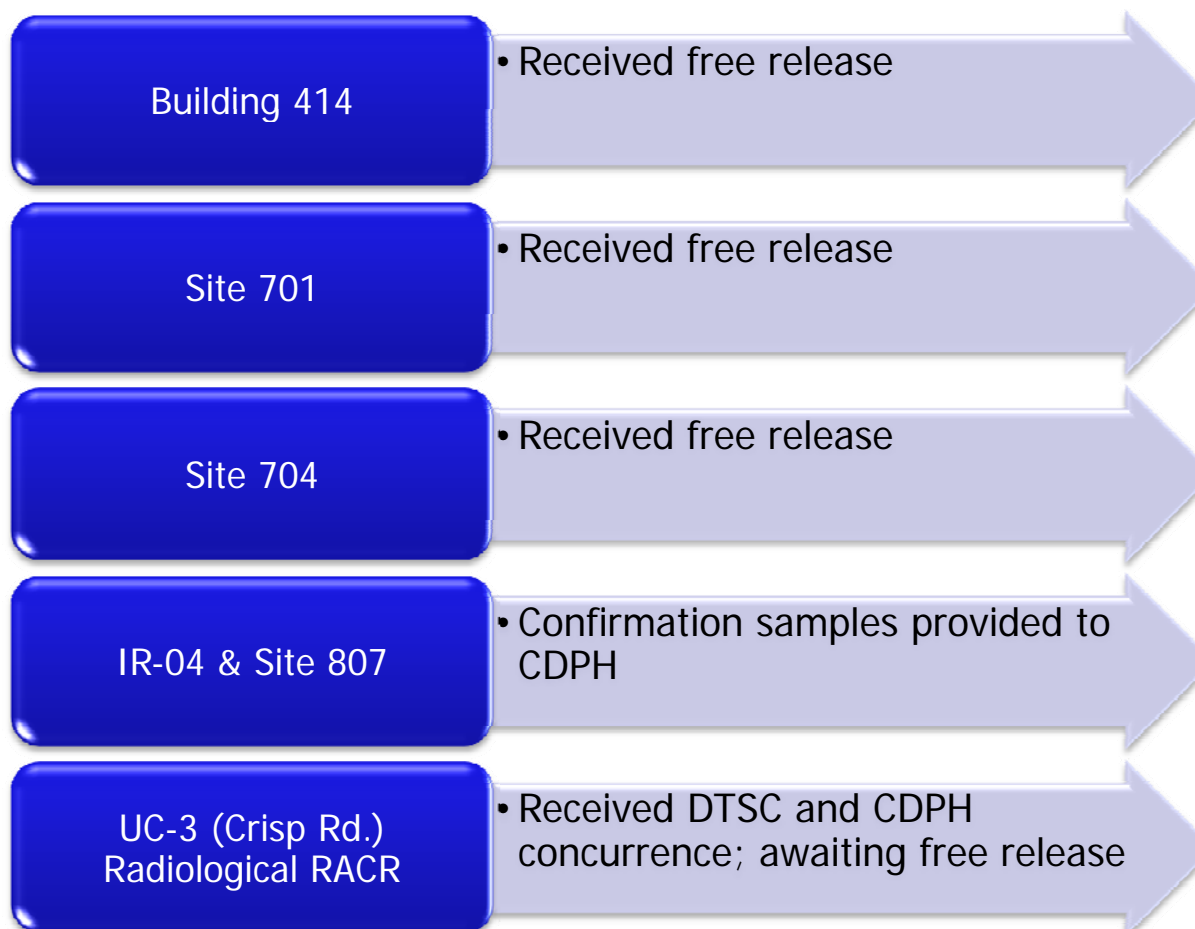 Building 414
• Received free release
Site 701
• Received free release
Site 704
• Received free release
IR-04 & Site 807
• Confirmation samples provided to
CDPH
UC-3 (Crisp Rd.)
Radiological RACR
• Received DTSC and CDPH
concurrence; awaiting free release